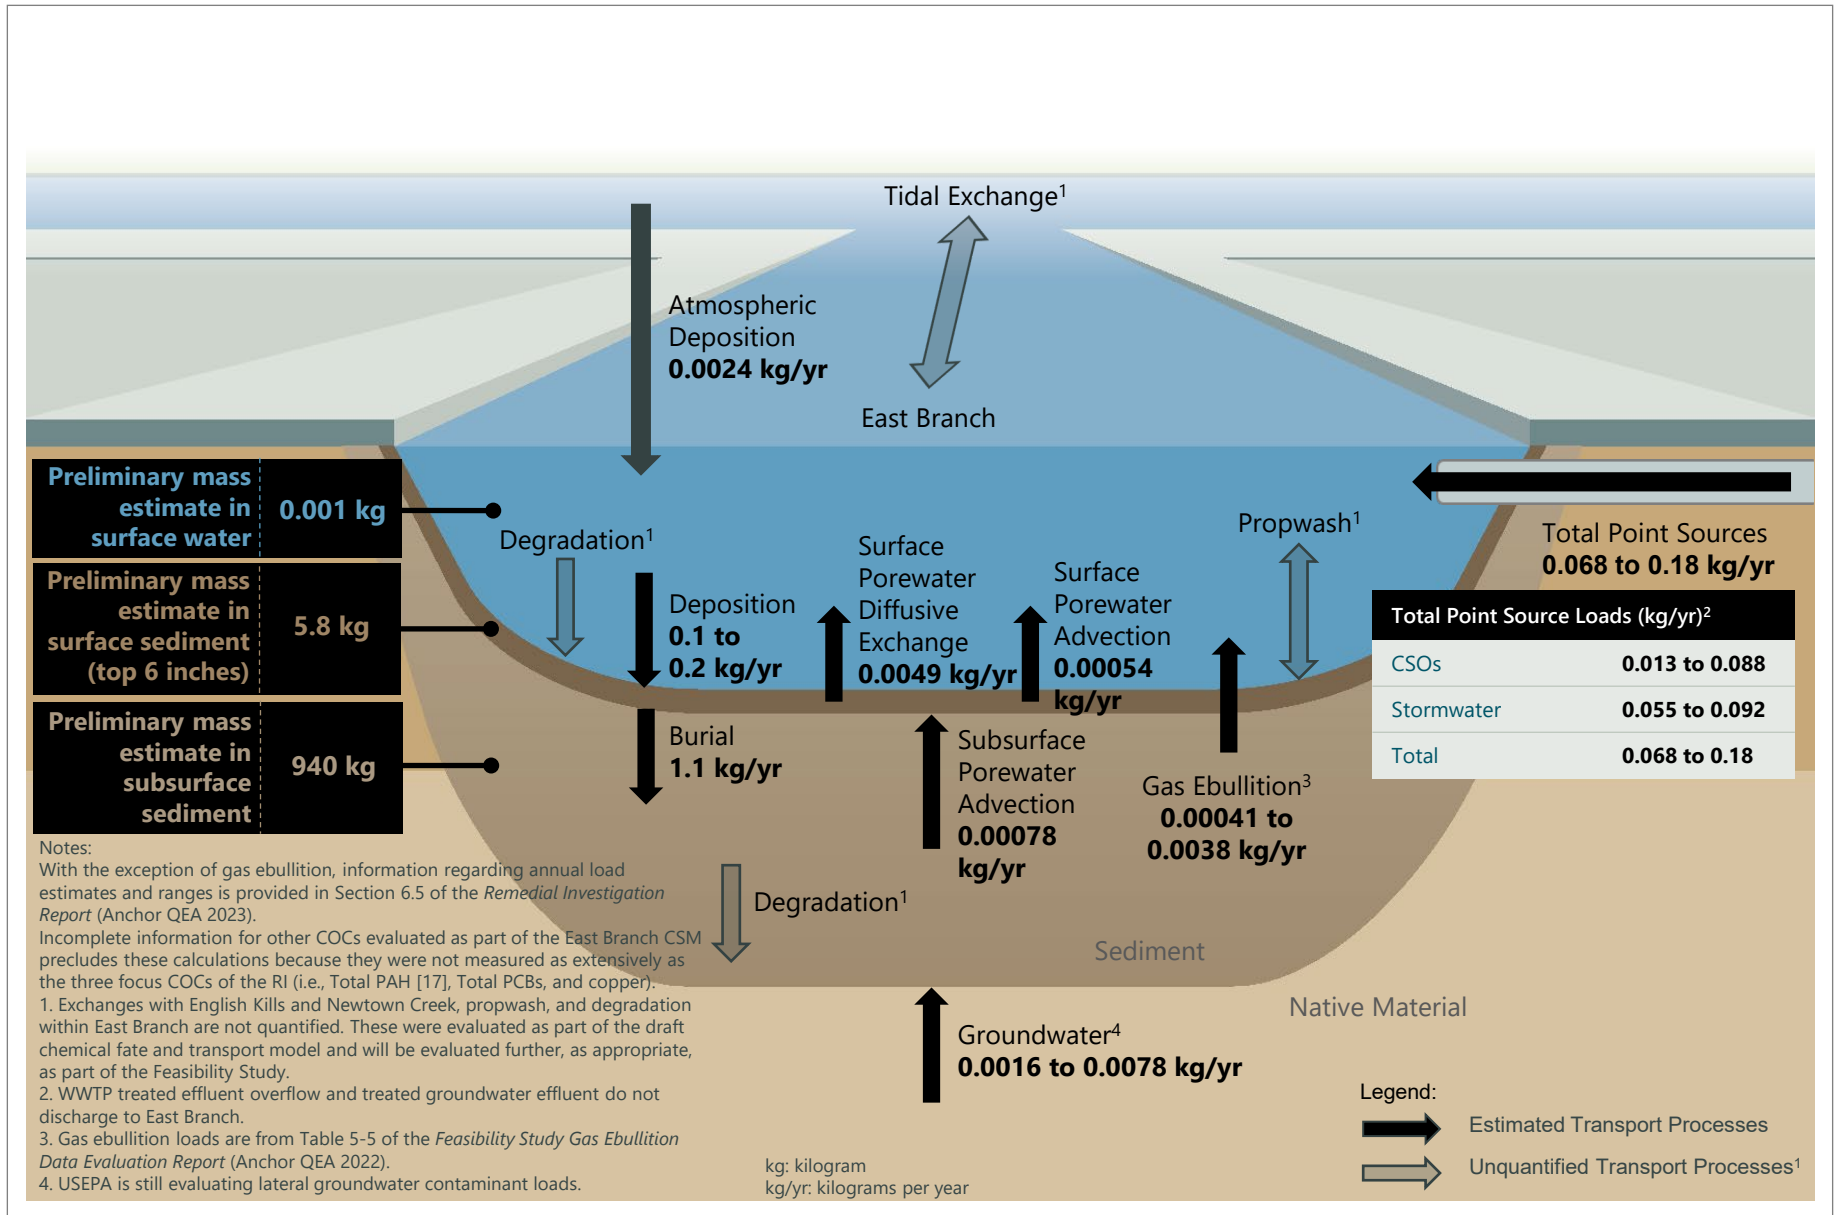 Tidal Exchange¹
Atmospheric
Deposition
0.0024 kg/yr
East Branch
Preliminary mass
estimate in
surface water
0.001 kg
Preliminary mass
estimate in
surface sediment
(top 6 inches)
5.8 kg
Preliminary mass
estimate in
subsurface
sediment
940 kg
Degradation¹
Deposition
0.1 to
0.2 kg/yr
Surface
Porewater
Diffusive
Exchange
0.0049 kg/yr
Surface
Porewater
Advection
0.00054
kg/yr
Propwash¹
Total Point Sources
0.068 to 0.18 kg/yr
Total Point Source Loads (kg/yr)²
CSOs 0.013 to 0.088
Stormwater 0.055 to 0.092
Total 0.068 to 0.18
Burial
1.1 kg/yr
Subsurface
Porewater
Advection
0.00078
kg/yr
Gas Ebullition³
0.00041 to
0.0038 kg/yr
Degradation¹
Sediment
Native Material
Groundwater⁴
0.0016 to 0.0078 kg/yr
Notes:
With the exception of gas ebullition, information regarding annual load
estimates and ranges is provided in Section 6.5 of the Remedial Investigation
Report (Anchor QEA 2023).
Incomplete information for other COCs evaluated as part of the East Branch CSM
precludes these calculations because they were not measured as extensively as
the three focus COCs of the RI (i.e., Total PAH [17], Total PCBs, and copper).
1. Exchanges with English Kills and Newtown Creek, propwash, and degradation
within East Branch are not quantified. These were evaluated as part of the draft
chemical fate and transport model and will be evaluated further, as appropriate,
as part of the Feasibility Study.
2. WWTP treated effluent overflow and treated groundwater effluent do not
discharge to East Branch.
3. Gas ebullition loads are from Table 5-5 of the Feasibility Study Gas Ebullition
Data Evaluation Report (Anchor QEA 2022).
4. USEPA is still evaluating lateral groundwater contaminant loads.
kg: kilogram
kg/yr: kilograms per year
Legend:
Estimated Transport Processes
Unquantified Transport Processes¹